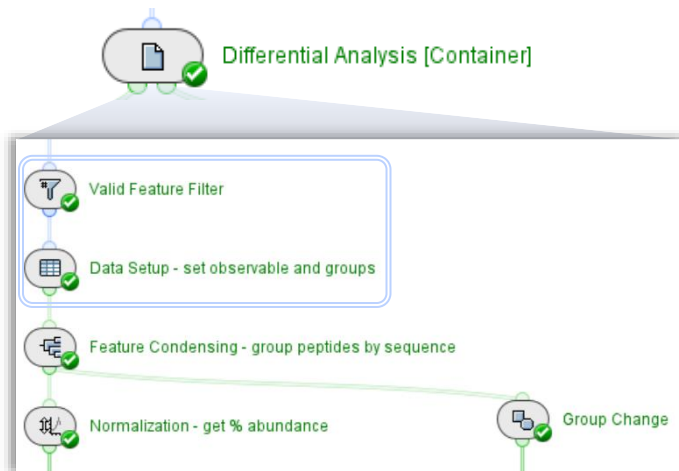 Differential Analysis [Container]
Valid Feature Filter
Data Setup - set observable and groups
Feature Condensing - group peptides by sequence
Normalization - get % abundance
Group Change